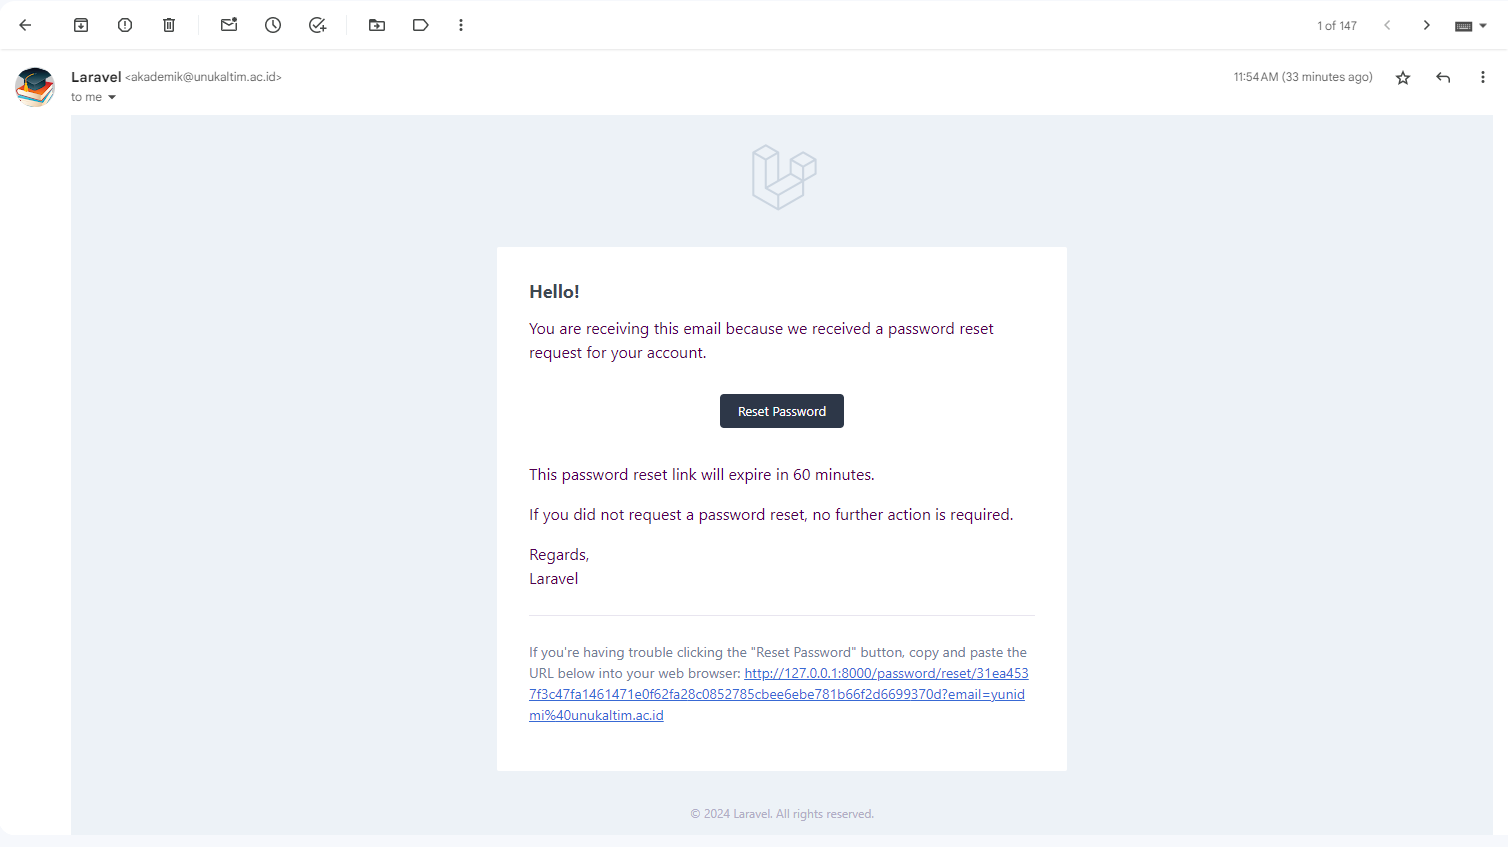 1 of 147
Laravel <akademik@unukaltim.ac.id>
11:54 AM (33 minutes ago)
to me
Hello!
You are receiving this email because we received a password reset
request for your account.
Reset Password
This password reset link will expire in 60 minutes.
If you did not request a password reset, no further action is required.
Regards,
Laravel
If you're having trouble clicking the "Reset Password" button, copy and paste the
URL below into your web browser: http://127.0.0.1:8000/password/reset/31ea453
7f3c47fa1461471e0f62fa28c0852785cbee6ebe781b66f2d6699370d?email=yunid
mi%40unukaltim.ac.id
© 2024 Laravel. All rights reserved.